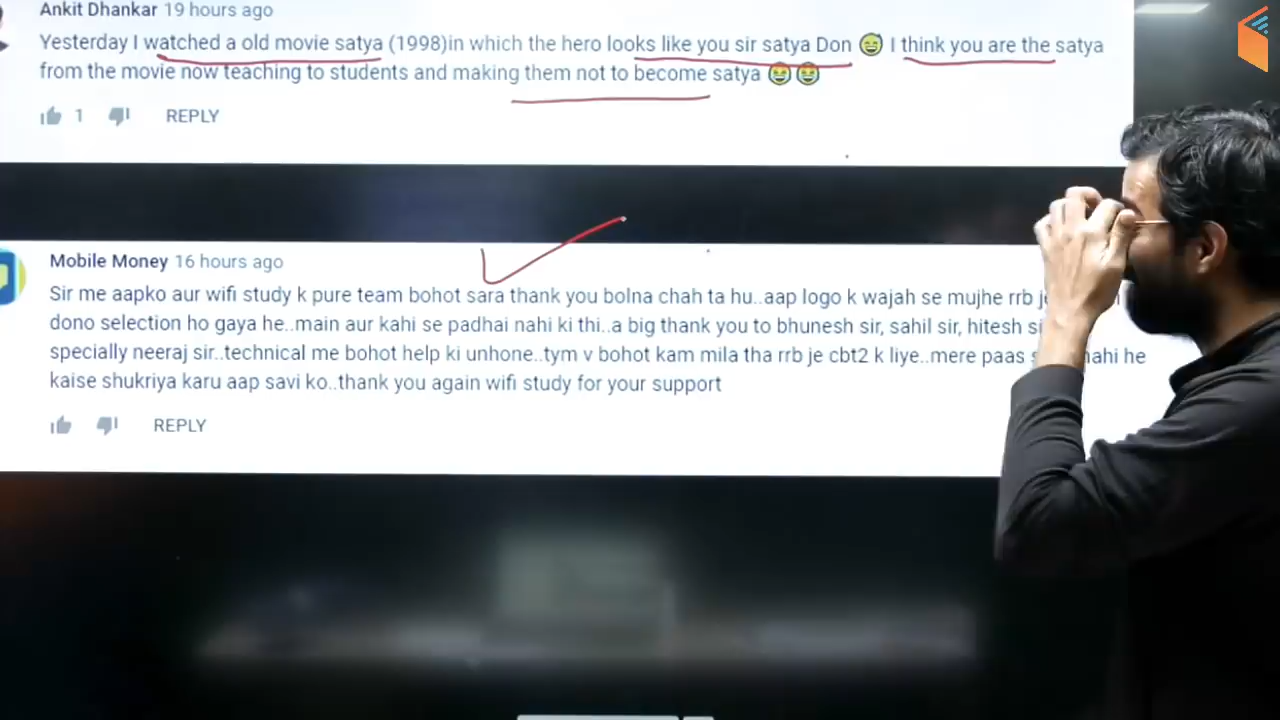 Ankit Dhankar 19 hours ago
Yesterday I watched a old movie satya (1998)in which the hero looks like you sir satya Don 😅 I think you are the satya
from the movie now teaching to students and making them not to become satya 😂😂
1 REPLY
Mobile Money 16 hours ago
Sir me aapko aur wifi study k pure team bohot sara thank you bolna chah ta hu..aap logo k wajah se mujhe rrb
dono selection ho gaya he..main aur kahi se padhai nahi ki thi..a big thank you to bhunesh sir, sahil sir, hitesh
specially neeraj sir..technical me bohot help ki unhone..tym v bohot kam mila tha rrb je cbt2 k liye..mere paas he
kaise shukriya karu aap savi ko..thank you again wifi study for your support
REPLY